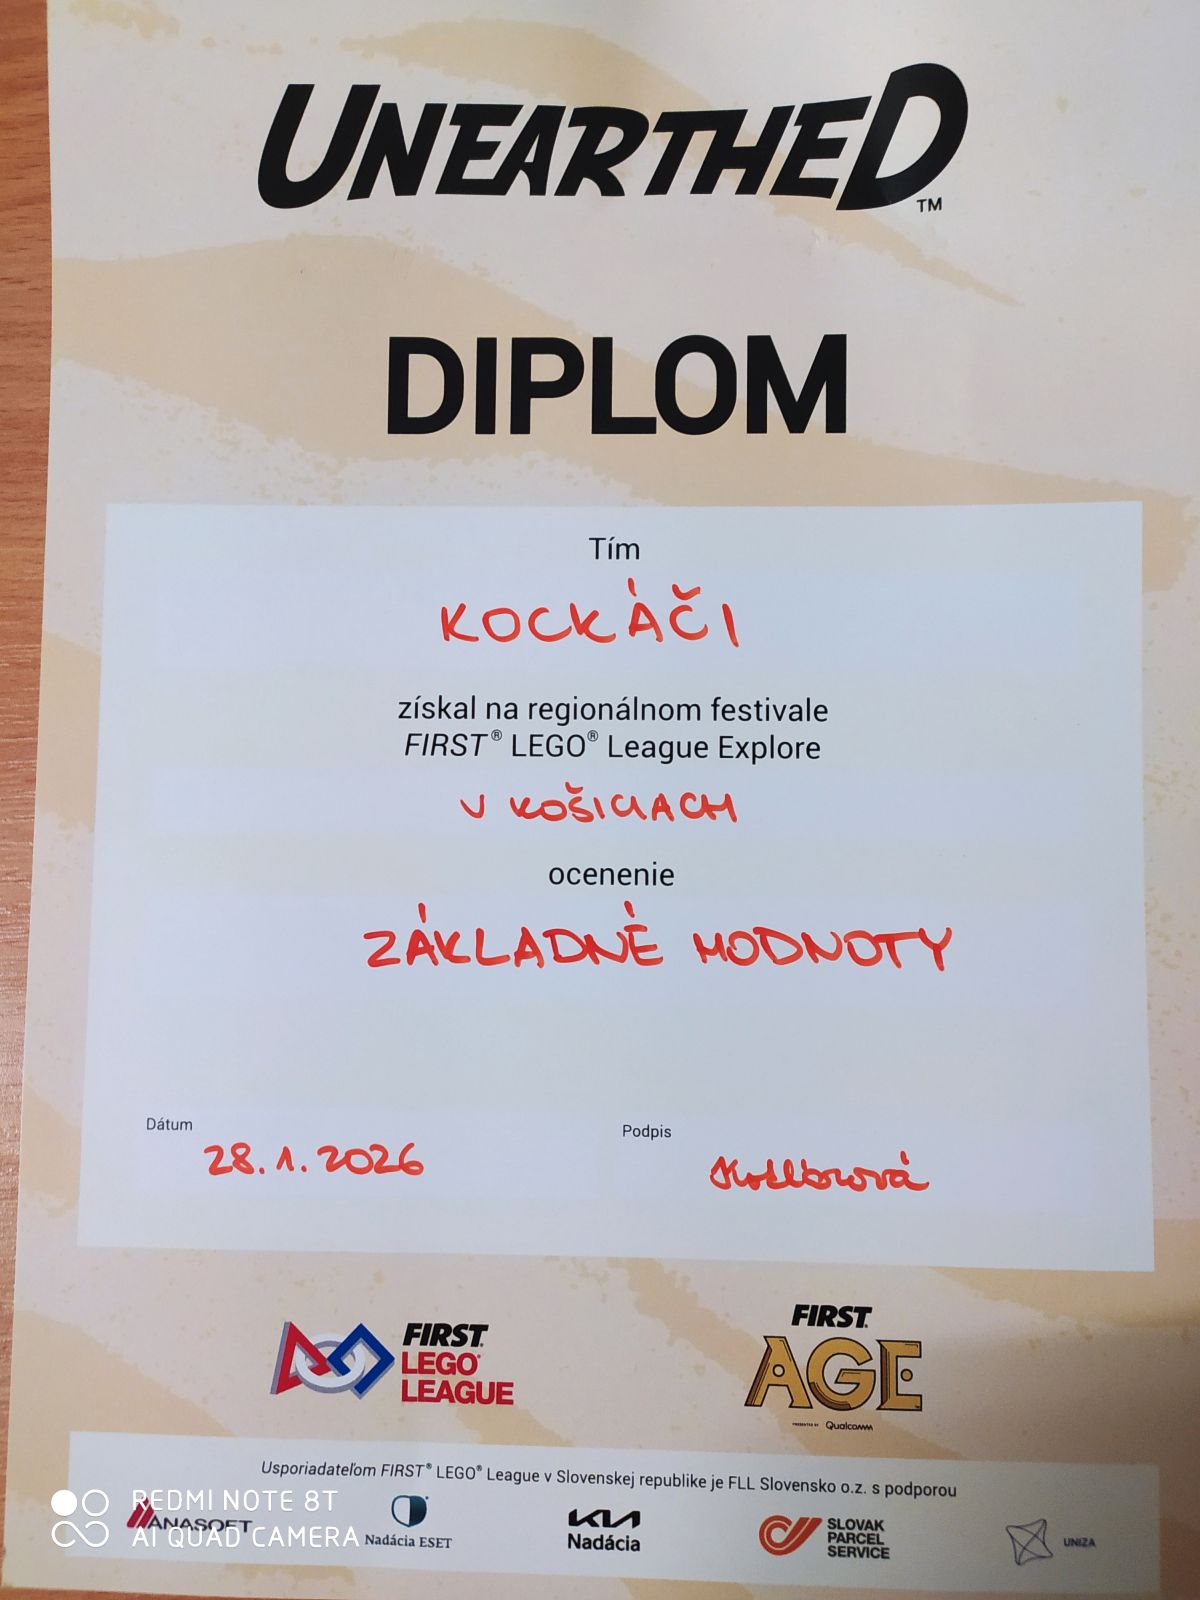 UNEARTHED™
DIPLOM
Tím
KOCKÁČI
získal na regionálnom festivale
FIRST® LEGO® League Explore
V KOŠICIACH
ocenenie
ZÁKLADNÉ HODNOTY
Dátum
28.1.2026
Podpis
FIRST
LEGO
LEAGUE
FIRST
AGE
PRESENTED BY Qualcomm
Usporiadateľom FIRST® LEGO® League v Slovenskej republike je FLL Slovensko o.z. s podporou
ANASOFT
Nadácia ESET
KIA
Nadácia
SLOVAK
PARCEL
SERVICE
UNIZA
REDMI NOTE 8T
AI QUAD CAMERA